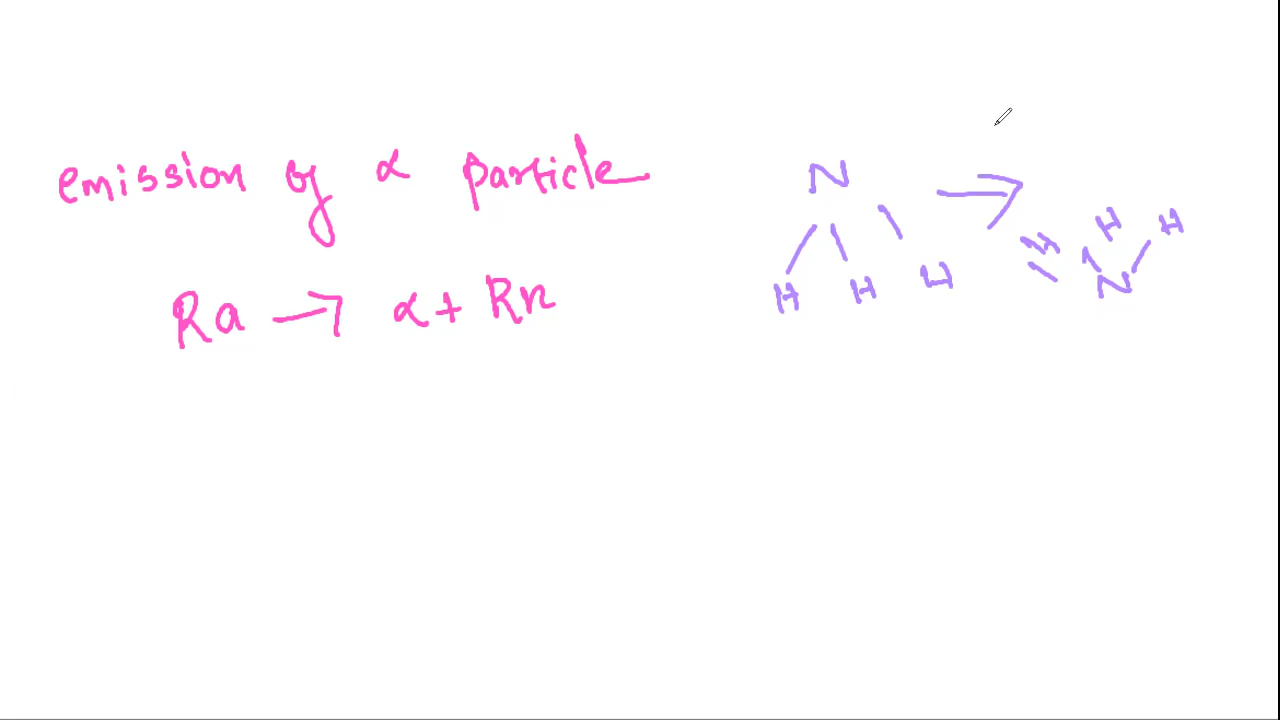 emission of α particle
Ra → α + Rn
N →
H H H
H H H
N